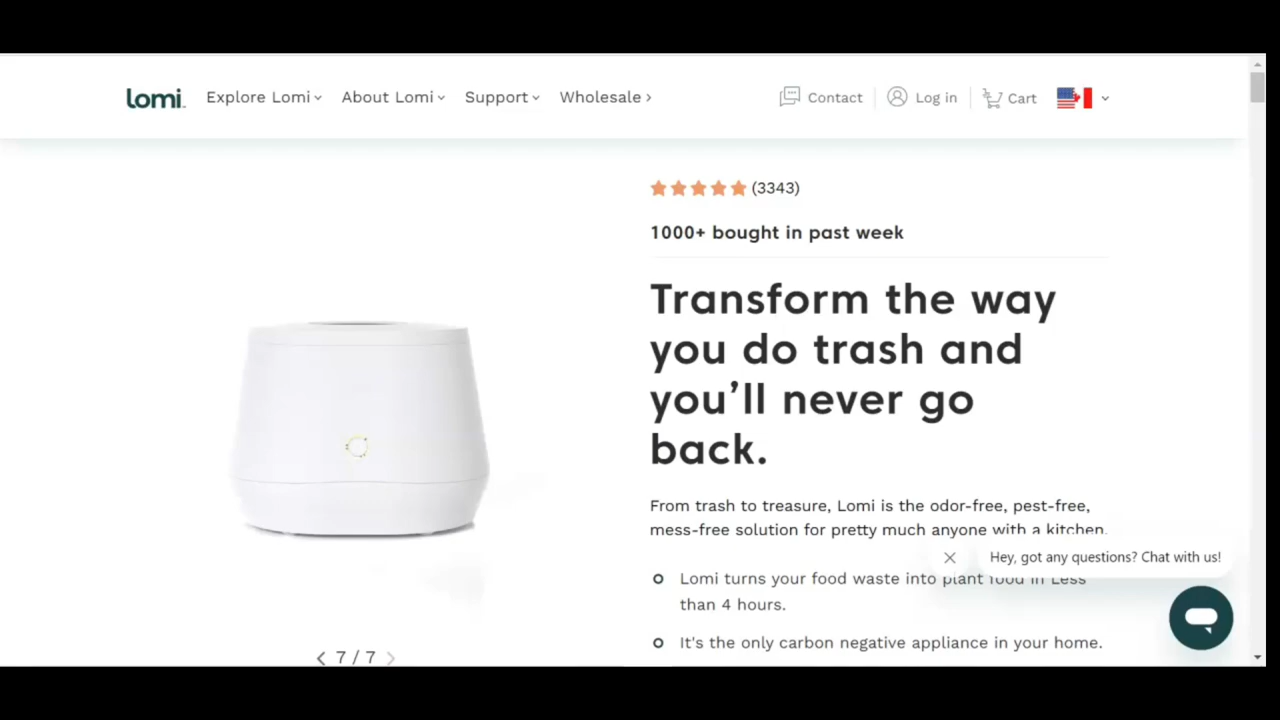 lomi
Explore Lomi
About Lomi
Support
Wholesale
Contact
Log in
Cart
(3343)
1000+ bought in past week
Transform the way
you do trash and
you'll never go
back.
From trash to treasure, Lomi is the odor-free, pest-free,
mess-free solution for pretty much anyone with a kitchen.
Hey, got any questions? Chat with us!
Lomi turns your food waste into plant food in Less
than 4 hours.
It's the only carbon negative appliance in your home.
7 / 7